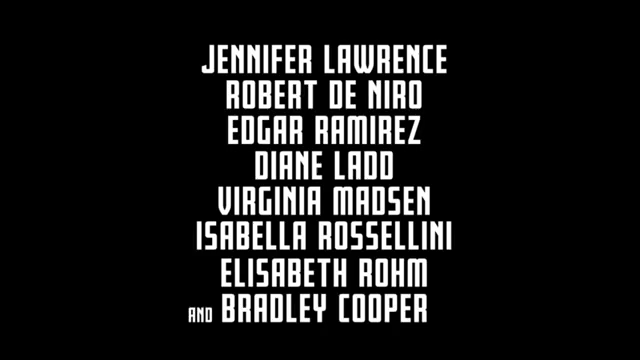 JENNIFER LAWRENCE
ROBERT DE NIRO
EDGAR RAMIREZ
DIANE LADD
VIRGINIA MADSEN
ISABELLA ROSSELLINI
ELISABETH ROHM
AND BRADLEY COOPER